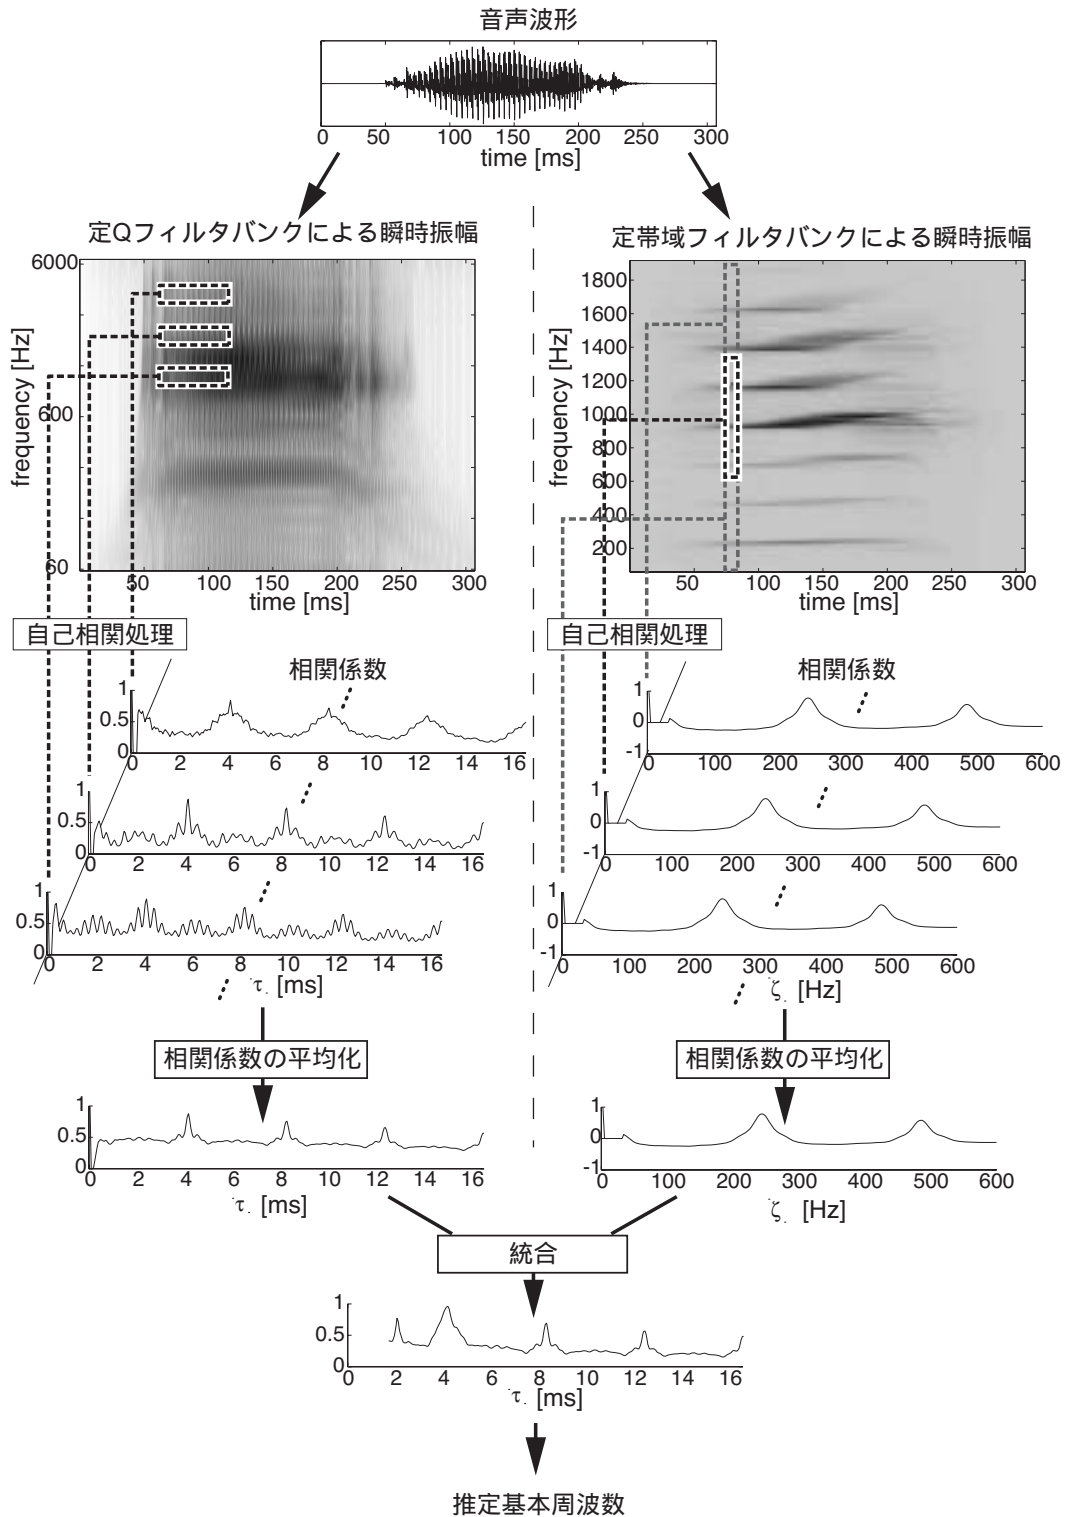 音声波形
0 50 100 150 200 250 300
time [ms]
定Qフィルタバンクによる瞬時振幅
6000
600
60
frequency [Hz]
50 100 150 200 250 300
time [ms]
定帯域フィルタバンクによる瞬時振幅
1800
1600
1400
1200
1000
800
600
400
200
frequency [Hz]
50 100 150 200 250 300
time [ms]
自己相関処理
相関係数
1
0.5
0
0 2 4 6 8 10 12 14 16
1
0.5
0
0 2 4 6 8 10 12 14 16
1
0.5
0
0 2 4 6 8 10 12 14 16
τ [ms]
自己相関処理
相関係数
1
0
-1
0 100 200 300 400 500 600
1
0
-1
0 100 200 300 400 500 600
1
0
-1
0 100 200 300 400 500 600
ζ [Hz]
相関係数の平均化
1
0.5
0
0 2 4 6 8 10 12 14 16
τ [ms]
相関係数の平均化
1
0
-1
0 100 200 300 400 500 600
ζ [Hz]
統合
1
0.5
0
0 2 4 6 8 10 12 14 16
τ [ms]
推定基本周波数